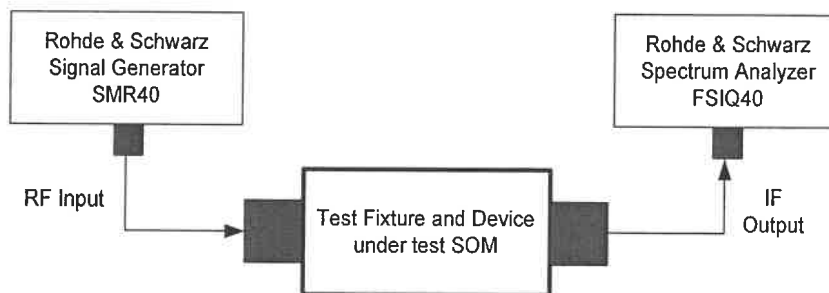 Rohde & Schwarz
Signal Generator
SMR40
Rohde & Schwarz
Spectrum Analyzer
FSIQ40
RF Input
Test Fixture and Device
under test SOM
IF
Output